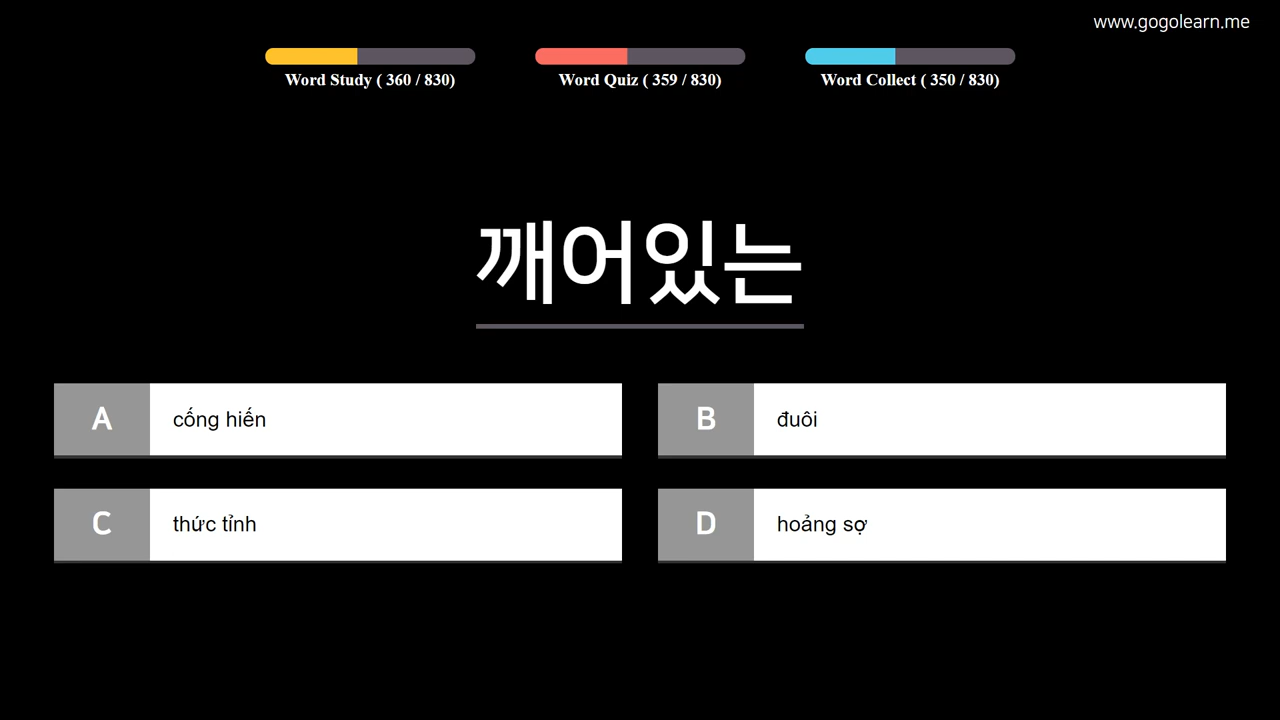 www.gogolearn.me
Word Study ( 360 / 830)
Word Quiz ( 359 / 830)
Word Collect ( 350 / 830)
깨어있는
A cống hiến
B đuôi
C thức tỉnh
D hoảng sợ